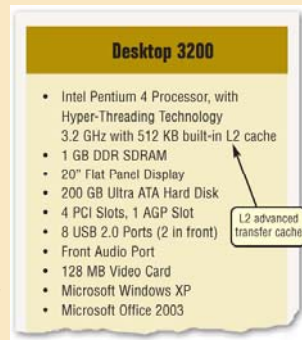 Desktop 3200
• Intel Pentium 4 Processor, with
Hyper-Threading Technology
3.2 GHz with 512 KB built-in L2 cache
• 1 GB DDR SDRAM
• 20" Flat Panel Display
• 200 GB Ultra ATA Hard Disk
• 4 PCI Slots, 1 AGP Slot
• 8 USB 2.0 Ports (2 in front)
• Front Audio Port
• 128 MB Video Card
• Microsoft Windows XP
• Microsoft Office 2003
L2 advanced
transfer cache